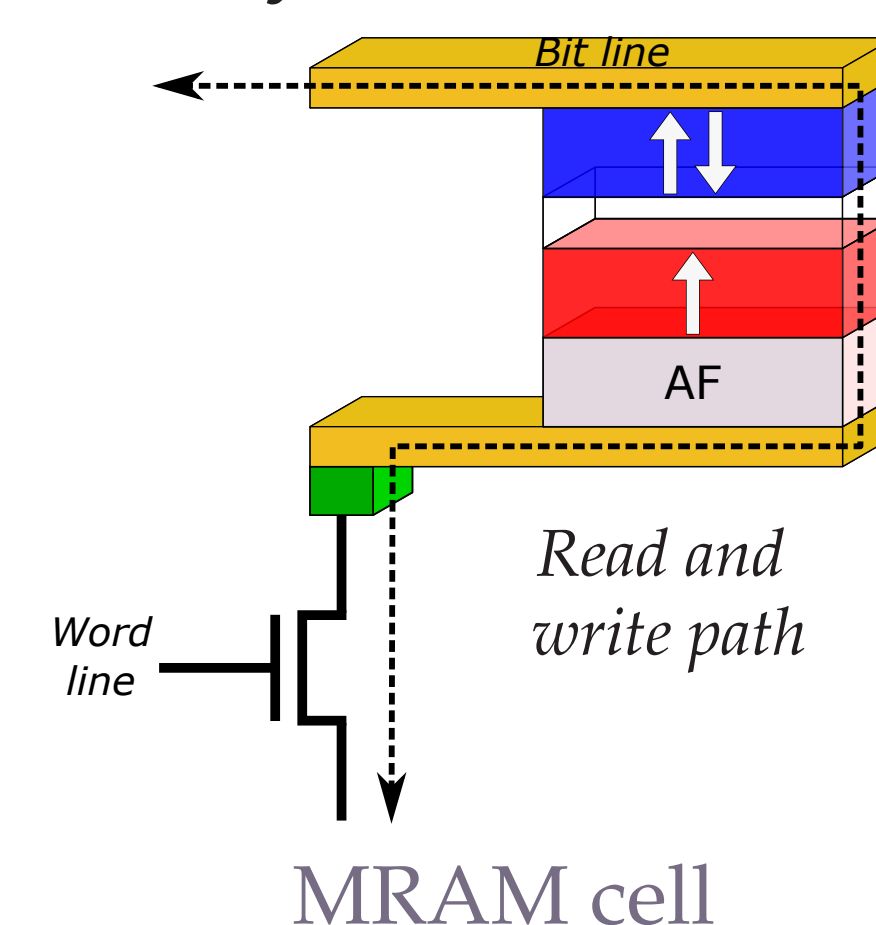 Bit line
AF
Read and
write path
Word
line
MRAM cell